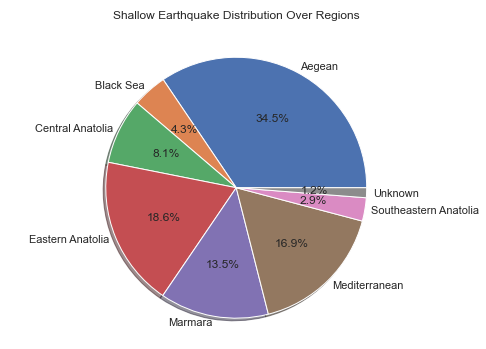 Shallow Earthquake Distribution Over Regions
Aegean
34.5%
Black Sea
4.3%
Central Anatolia
8.1%
Eastern Anatolia
18.6%
Marmara
13.5%
Mediterranean
16.9%
Southeastern Anatolia
2.9%
Unknown
1.2%